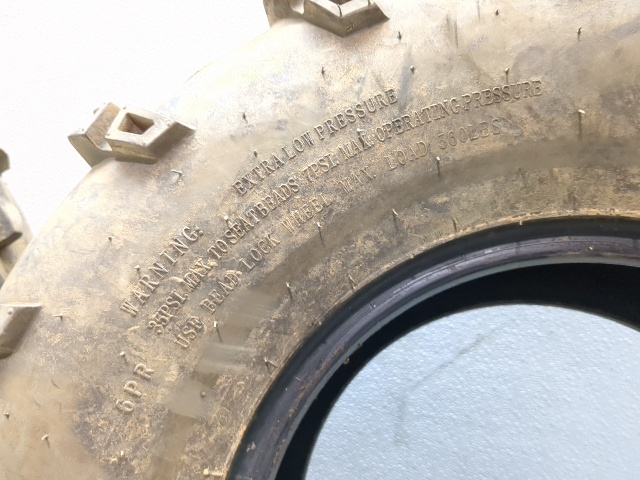 WARNING: EXTRA LOW PRESSURE
35PSI. MAX. TO SEAT BEADS 7PSI. MAX. OPERATING PRESSURE
USE BEAD LOCK WHEEL MAX. LOAD 360LBS
6PR